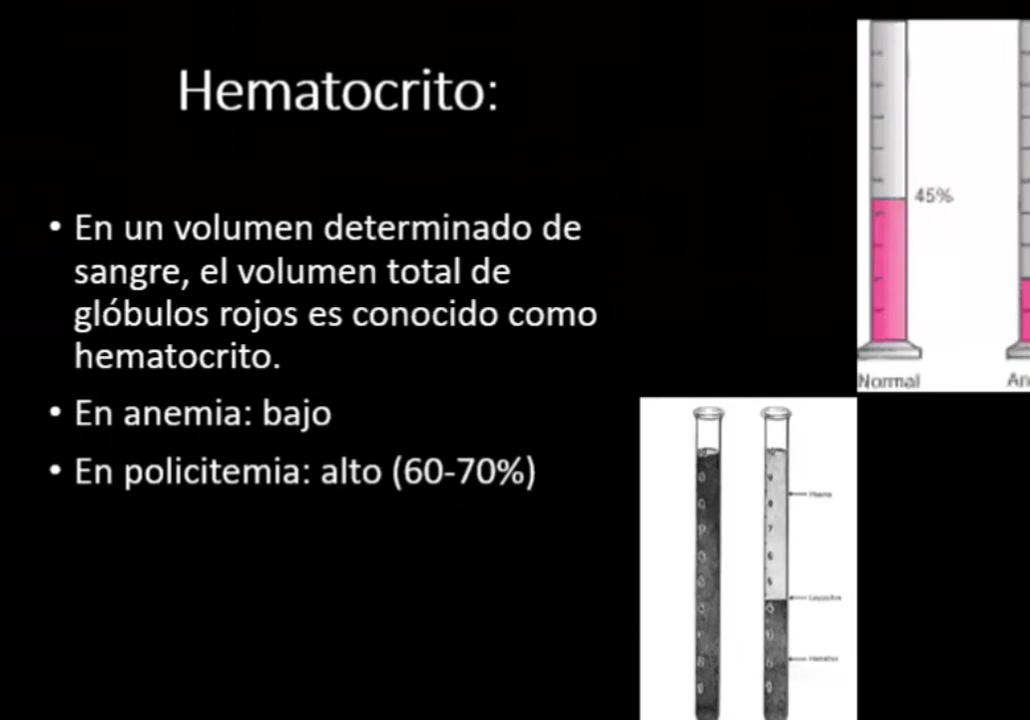 Hematocrito:
• En un volumen determinado de
sangre, el volumen total de
glóbulos rojos es conocido como
hematocrito.
• En anemia: bajo
• En policitemia: alto (60-70%)
45%
Normal